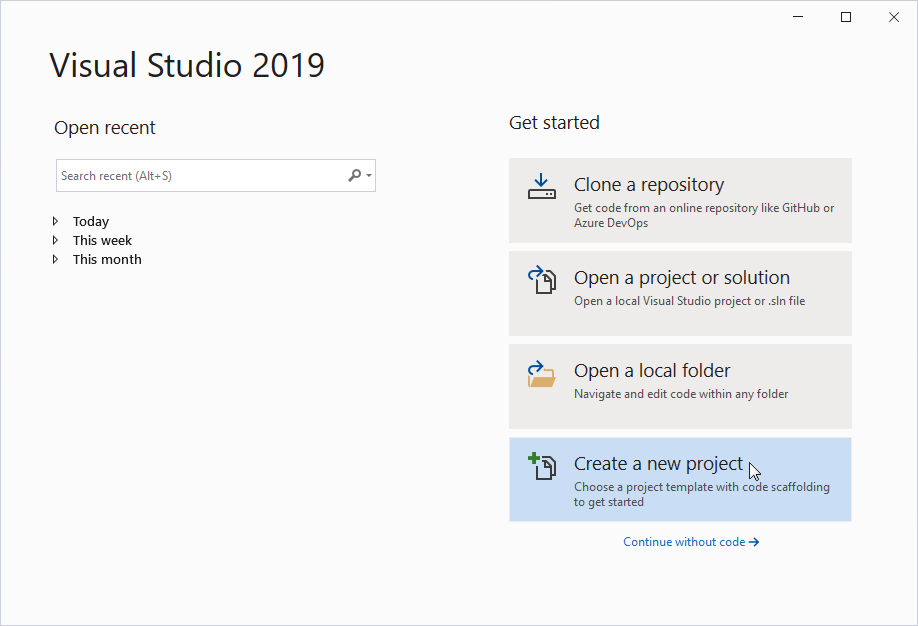 Visual Studio 2019
Open recent
Search recent (Alt+S)
Today
This week
This month
Get started
Clone a repository
Get code from an online repository like GitHub or
Azure DevOps
Open a project or solution
Open a local Visual Studio project or .sln file
Open a local folder
Navigate and edit code within any folder
Create a new project
Choose a project template with code scaffolding
to get started
Continue without code